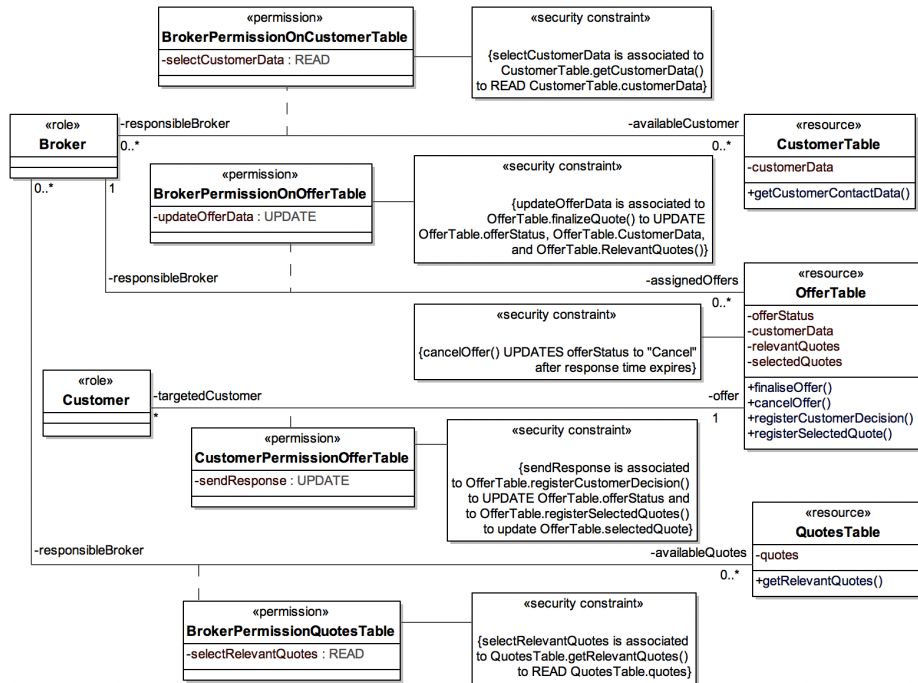 «permission»
BrokerPermissionOnCustomerTable
-selectCustomerData : READ
«security constraint»
{selectCustomerData is associated to
CustomerTable.getCustomerData()
to READ CustomerTable.customerData}
«role»
Broker
-responsibleBroker
0..*
-availableCustomer
0..*
«resource»
CustomerTable
-customerData
+getCustomerContactData()
0..*
1
«permission»
BrokerPermissionOnOfferTable
-updateOfferData : UPDATE
«security constraint»
{updateOfferData is associated to
OfferTable.finalizeQuote() to UPDATE
OfferTable.offerStatus, OfferTable.CustomerData,
and OfferTable.RelevantQuotes()}
-responsibleBroker
-assignedOffers
0..*
«resource»
OfferTable
-offerStatus
-customerData
-relevantQuotes
-selectedQuotes
+finaliseOffer()
+cancelOffer()
+registerCustomerDecision()
+registerSelectedQuote()
«security constraint»
{cancelOffer() UPDATES offerStatus to "Cancel"
after response time expires}
«role»
Customer
-targetedCustomer
*
-offer
1
«permission»
CustomerPermissionOfferTable
-sendResponse : UPDATE
«security constraint»
{sendResponse is associated
to OfferTable.registerCustomerDecision()
to UPDATE OfferTable.offerStatus and
to OfferTable.registerSelectedQuotes()
to update OfferTable.selectedQuote}
-responsibleBroker
-availableQuotes
0..*
«resource»
QuotesTable
-quotes
+getRelevantQuotes()
«permission»
BrokerPermissionQuotesTable
-selectRelevantQuotes : READ
«security constraint»
{selectRelevantQuotes is associated
to QuotesTable.getRelevantQuotes()
to READ QuotesTable.quotes}